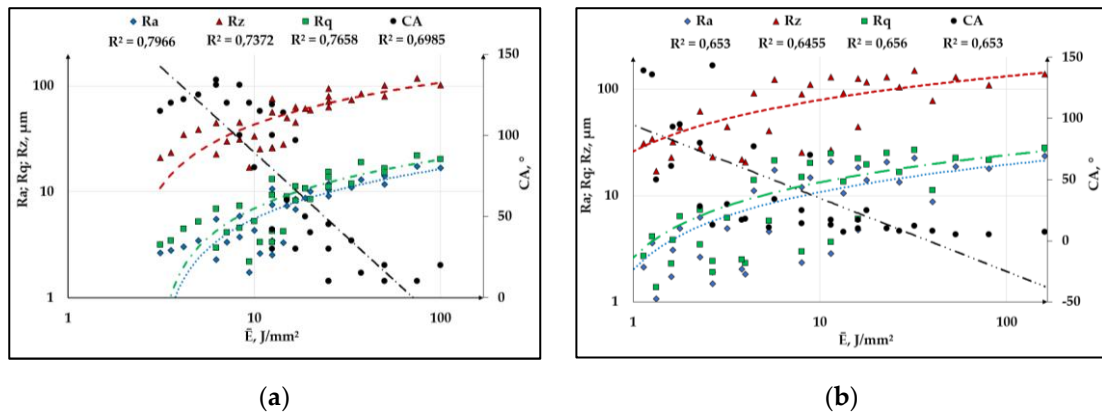 Ra Rz Rq CA
R² = 0,7966 R² = 0,7372 R² = 0,7658 R² = 0,6985
Ra; Rq; Rz, µm
100
10
1
150
100
50
0
CA, °
1 10 100
Ē, J/mm²
(a)
Ra Rz Rq CA
R² = 0,653 R² = 0,6455 R² = 0,656 R² = 0,653
Ra; Rq; Rz, µm
100
10
1
150
100
50
0
-50
CA, °
1 10 100
Ē, J/mm²
(b)